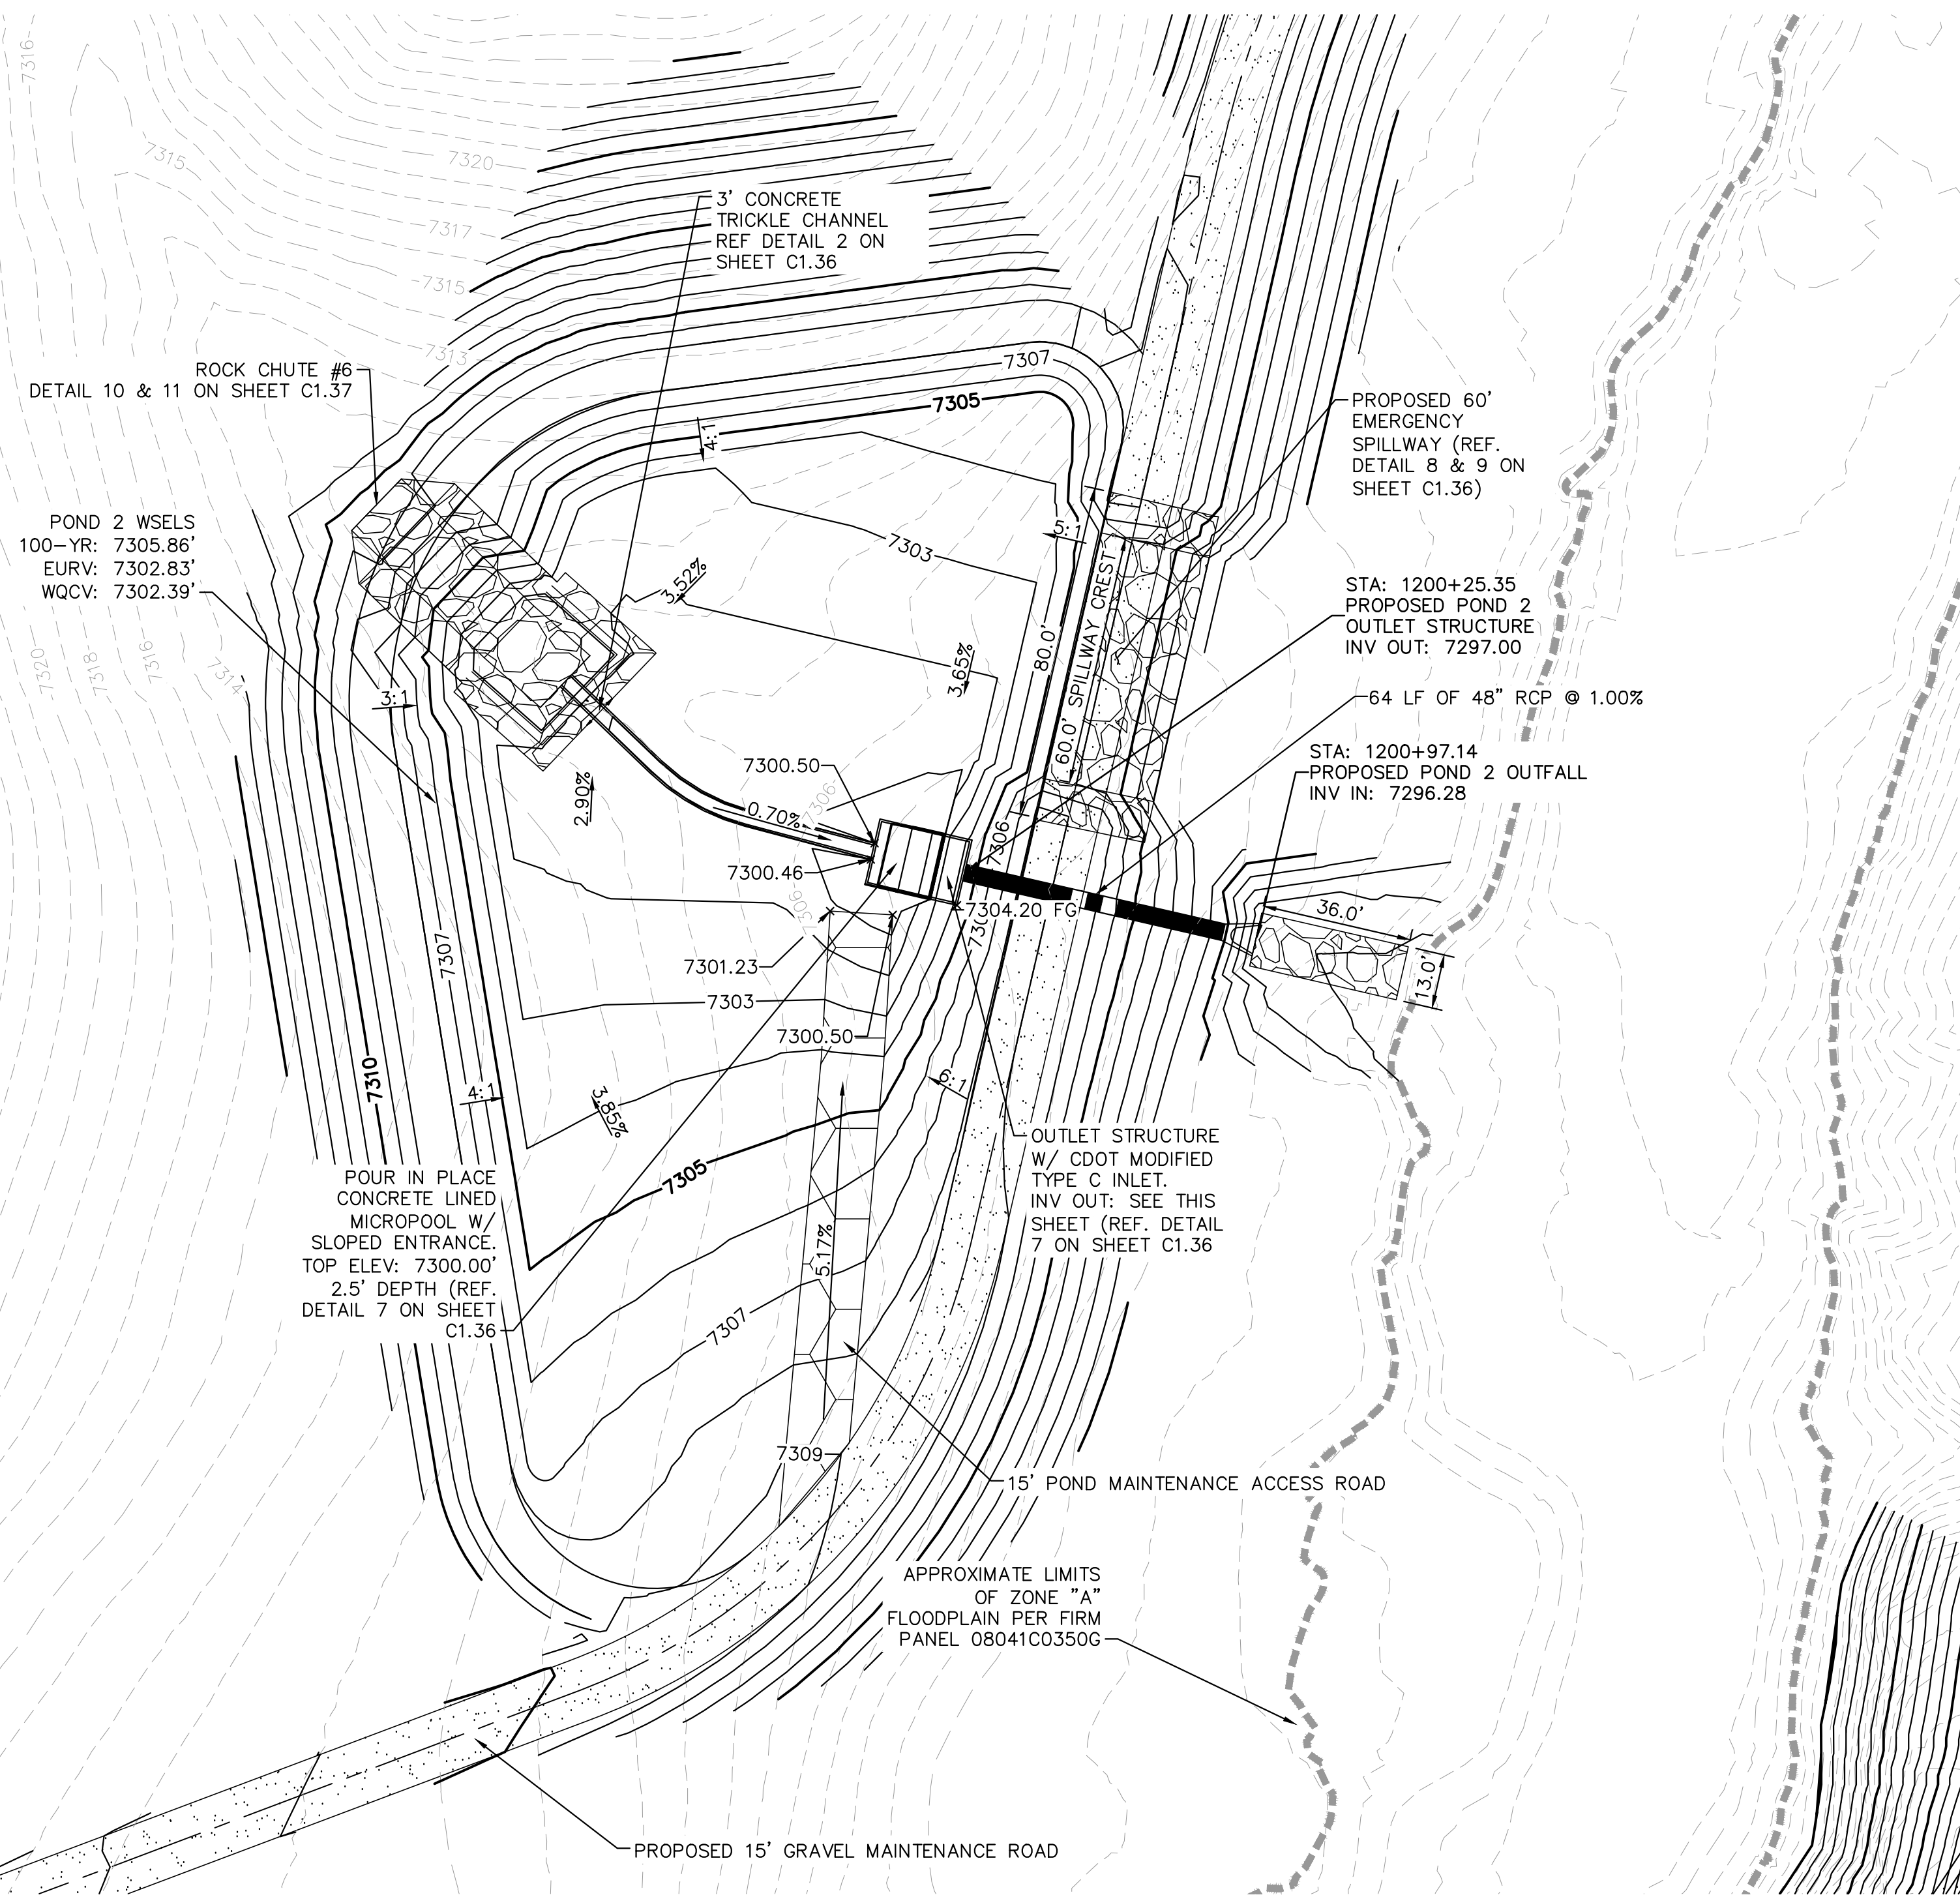 7316
7315
7320
7317
7315
7313
3' CONCRETE
TRICKLE CHANNEL
REF DETAIL 2 ON
SHEET C1.36
ROCK CHUTE #6
DETAIL 10 & 11 ON SHEET C1.37
7307
7305
4:1
PROPOSED 60'
EMERGENCY
SPILLWAY (REF.
DETAIL 8 & 9 ON
SHEET C1.36)
POND 2 WSELS
100-YR: 7305.86'
EURV: 7302.83'
WQCV: 7302.39'
7303
5:1
3.52%
3.65%
80.0'
60.0' SPILLWAY CREST
STA: 1200+25.35
PROPOSED POND 2
OUTLET STRUCTURE
INV OUT: 7297.00
7320
7318
7316
7314
3:1
64 LF OF 48" RCP @ 1.00%
STA: 1200+97.14
PROPOSED POND 2 OUTFALL
INV IN: 7296.28
7300.50
2.90%
0.70%
7306
7306
7300.46
7304.20 FG
36.0'
13.0'
7307
7301.23
7303
7300.50
7310
4:1
3.85%
6:1
7305
OUTLET STRUCTURE
W/ CDOT MODIFIED
TYPE C INLET.
INV OUT: SEE THIS
SHEET (REF. DETAIL
7 ON SHEET C1.36
POUR IN PLACE
CONCRETE LINED
MICROPOOL W/
SLOPED ENTRANCE.
TOP ELEV: 7300.00'
2.5' DEPTH (REF.
DETAIL 7 ON SHEET
C1.36
5.17%
7307
7309
15' POND MAINTENANCE ACCESS ROAD
APPROXIMATE LIMITS
OF ZONE "A"
FLOODPLAIN PER FIRM
PANEL 08041C0350G
PROPOSED 15' GRAVEL MAINTENANCE ROAD